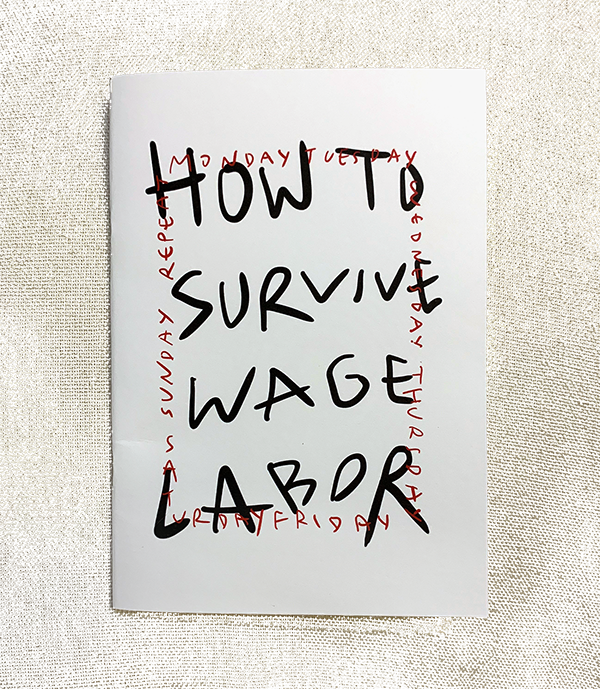 HOW TO
SURVIVE
WAGE
LABOR
MONDAY TUESDAY
WEDNESDAY THURSDAY
FRIDAY
SATURDAY
SUNDAY REPEAT